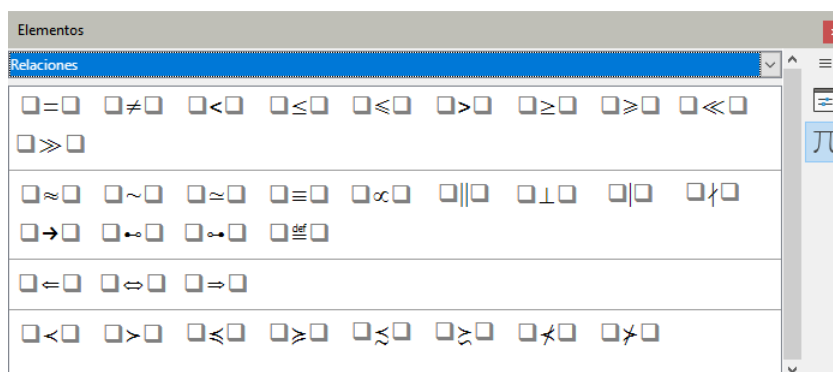 Elementos
Relaciones
❑=❑ ❑≠❑ ❑<❑ ❑≤❑ ❑⩽❑ ❑>❑ ❑≥❑ ❑⩾❑ ❑≪❑
❑≫❑
❑≈❑ ❑~❑ ❑≃❑ ❑≡❑ ❑∝❑ ❑∥❑ ❑⊥❑ ❑|❑ ❑∤❑
❑→❑ ❑⊷❑ ❑⊶❑ ❑≝❑
❑⇐❑ ❑⇔❑ ❑⇒❑
❑≺❑ ❑≻❑ ❑≼❑ ❑≽❑ ❑≾❑ ❑≿❑ ❑⊀❑ ❑⊁❑